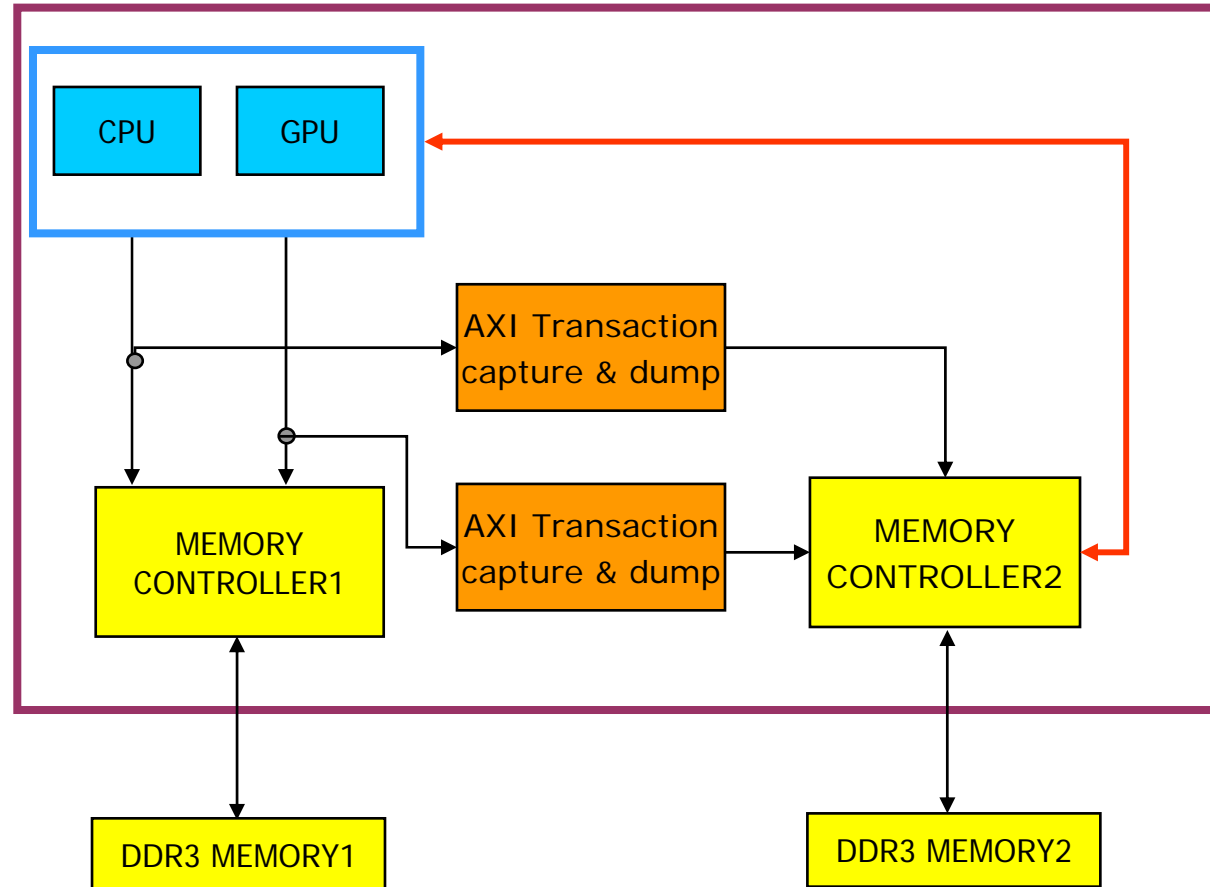 CPU
GPU
AXI Transaction
capture & dump
AXI Transaction
capture & dump
MEMORY
CONTROLLER1
MEMORY
CONTROLLER2
DDR3 MEMORY1
DDR3 MEMORY2